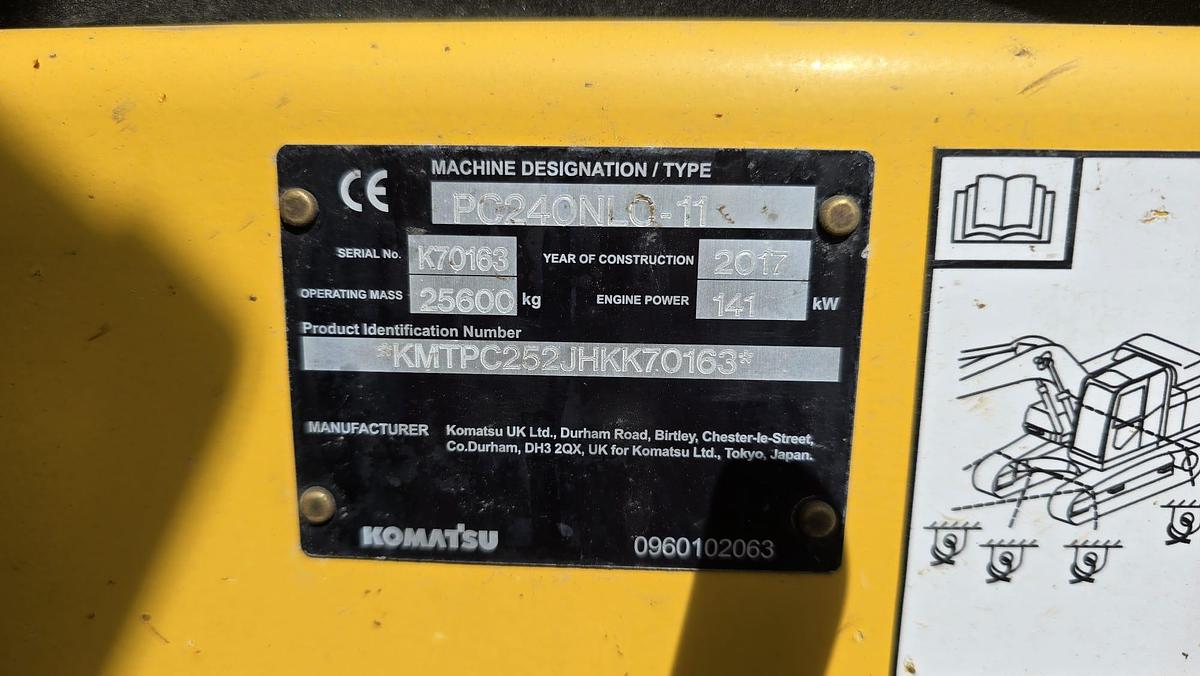 CE
MACHINE DESIGNATION / TYPE
PC240NLC-11
SERIAL No. K70163 YEAR OF CONSTRUCTION 2017
OPERATING MASS 25600 kg ENGINE POWER 141 kW
Product Identification Number
*KMTPC252JHKK70163*
MANUFACTURER Komatsu UK Ltd., Durham Road, Birtley, Chester-le-Street,
Co.Durham, DH3 2QX, UK for Komatsu Ltd., Tokyo, Japan.
KOMATSU 0960102063